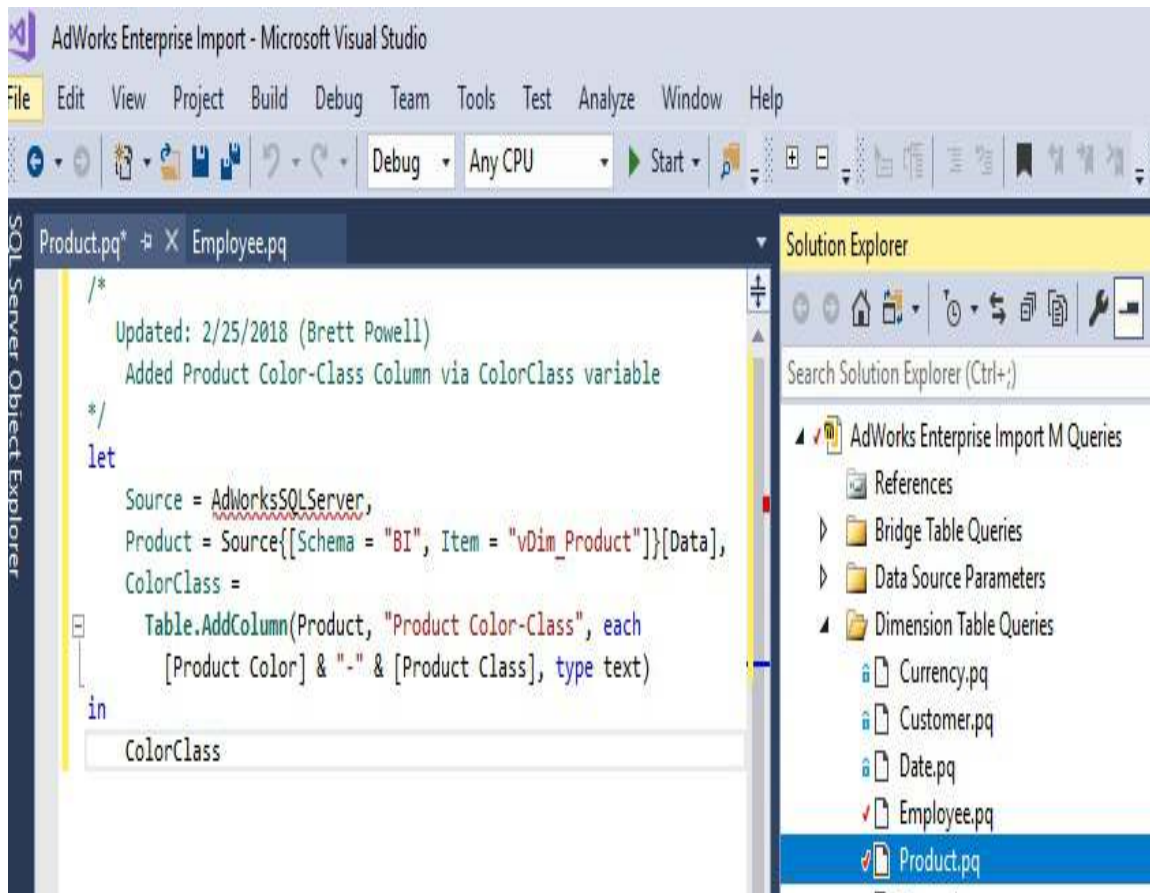 AdWorks Enterprise Import - Microsoft Visual Studio
File Edit View Project Build Debug Team Tools Test Analyze Window Help
Debug Any CPU Start
SQL Server Object Explorer
Product.pq* Employee.pq
/*
Updated: 2/25/2018 (Brett Powell)
Added Product Color-Class Column via ColorClass variable
*/
let
Source = AdWorksSQLServer,
Product = Source{[Schema = "BI", Item = "vDim_Product"]}[Data],
ColorClass =
Table.AddColumn(Product, "Product Color-Class", each
[Product Color] & "-" & [Product Class], type text)
in
ColorClass
Solution Explorer
Search Solution Explorer (Ctrl+;)
AdWorks Enterprise Import M Queries
References
Bridge Table Queries
Data Source Parameters
Dimension Table Queries
Currency.pq
Customer.pq
Date.pq
Employee.pq
Product.pq